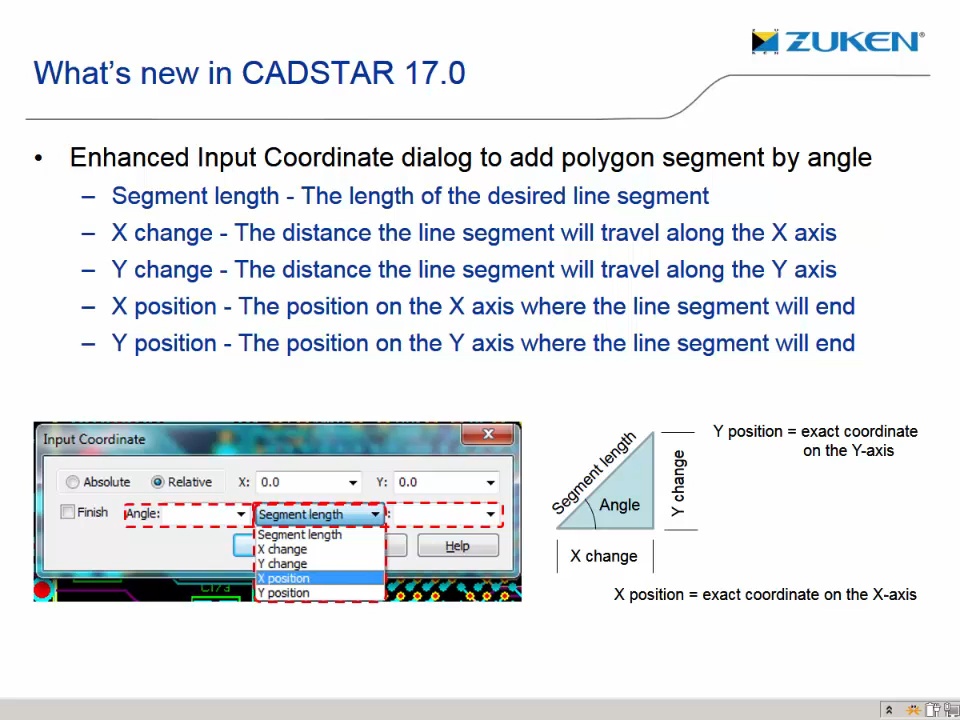 ZUKEN®
What's new in CADSTAR 17.0
• Enhanced Input Coordinate dialog to add polygon segment by angle
– Segment length - The length of the desired line segment
– X change - The distance the line segment will travel along the X axis
– Y change - The distance the line segment will travel along the Y axis
– X position - The position on the X axis where the line segment will end
– Y position - The position on the Y axis where the line segment will end
Input Coordinate
Absolute Relative X: 0.0 Y: 0.0
Finish Angle: Segment length :
Segment length
X change
Y change
X position
Y position
Help
C173
Segment length
Angle
Y change
X change
Y position = exact coordinate
on the Y-axis
X position = exact coordinate on the X-axis